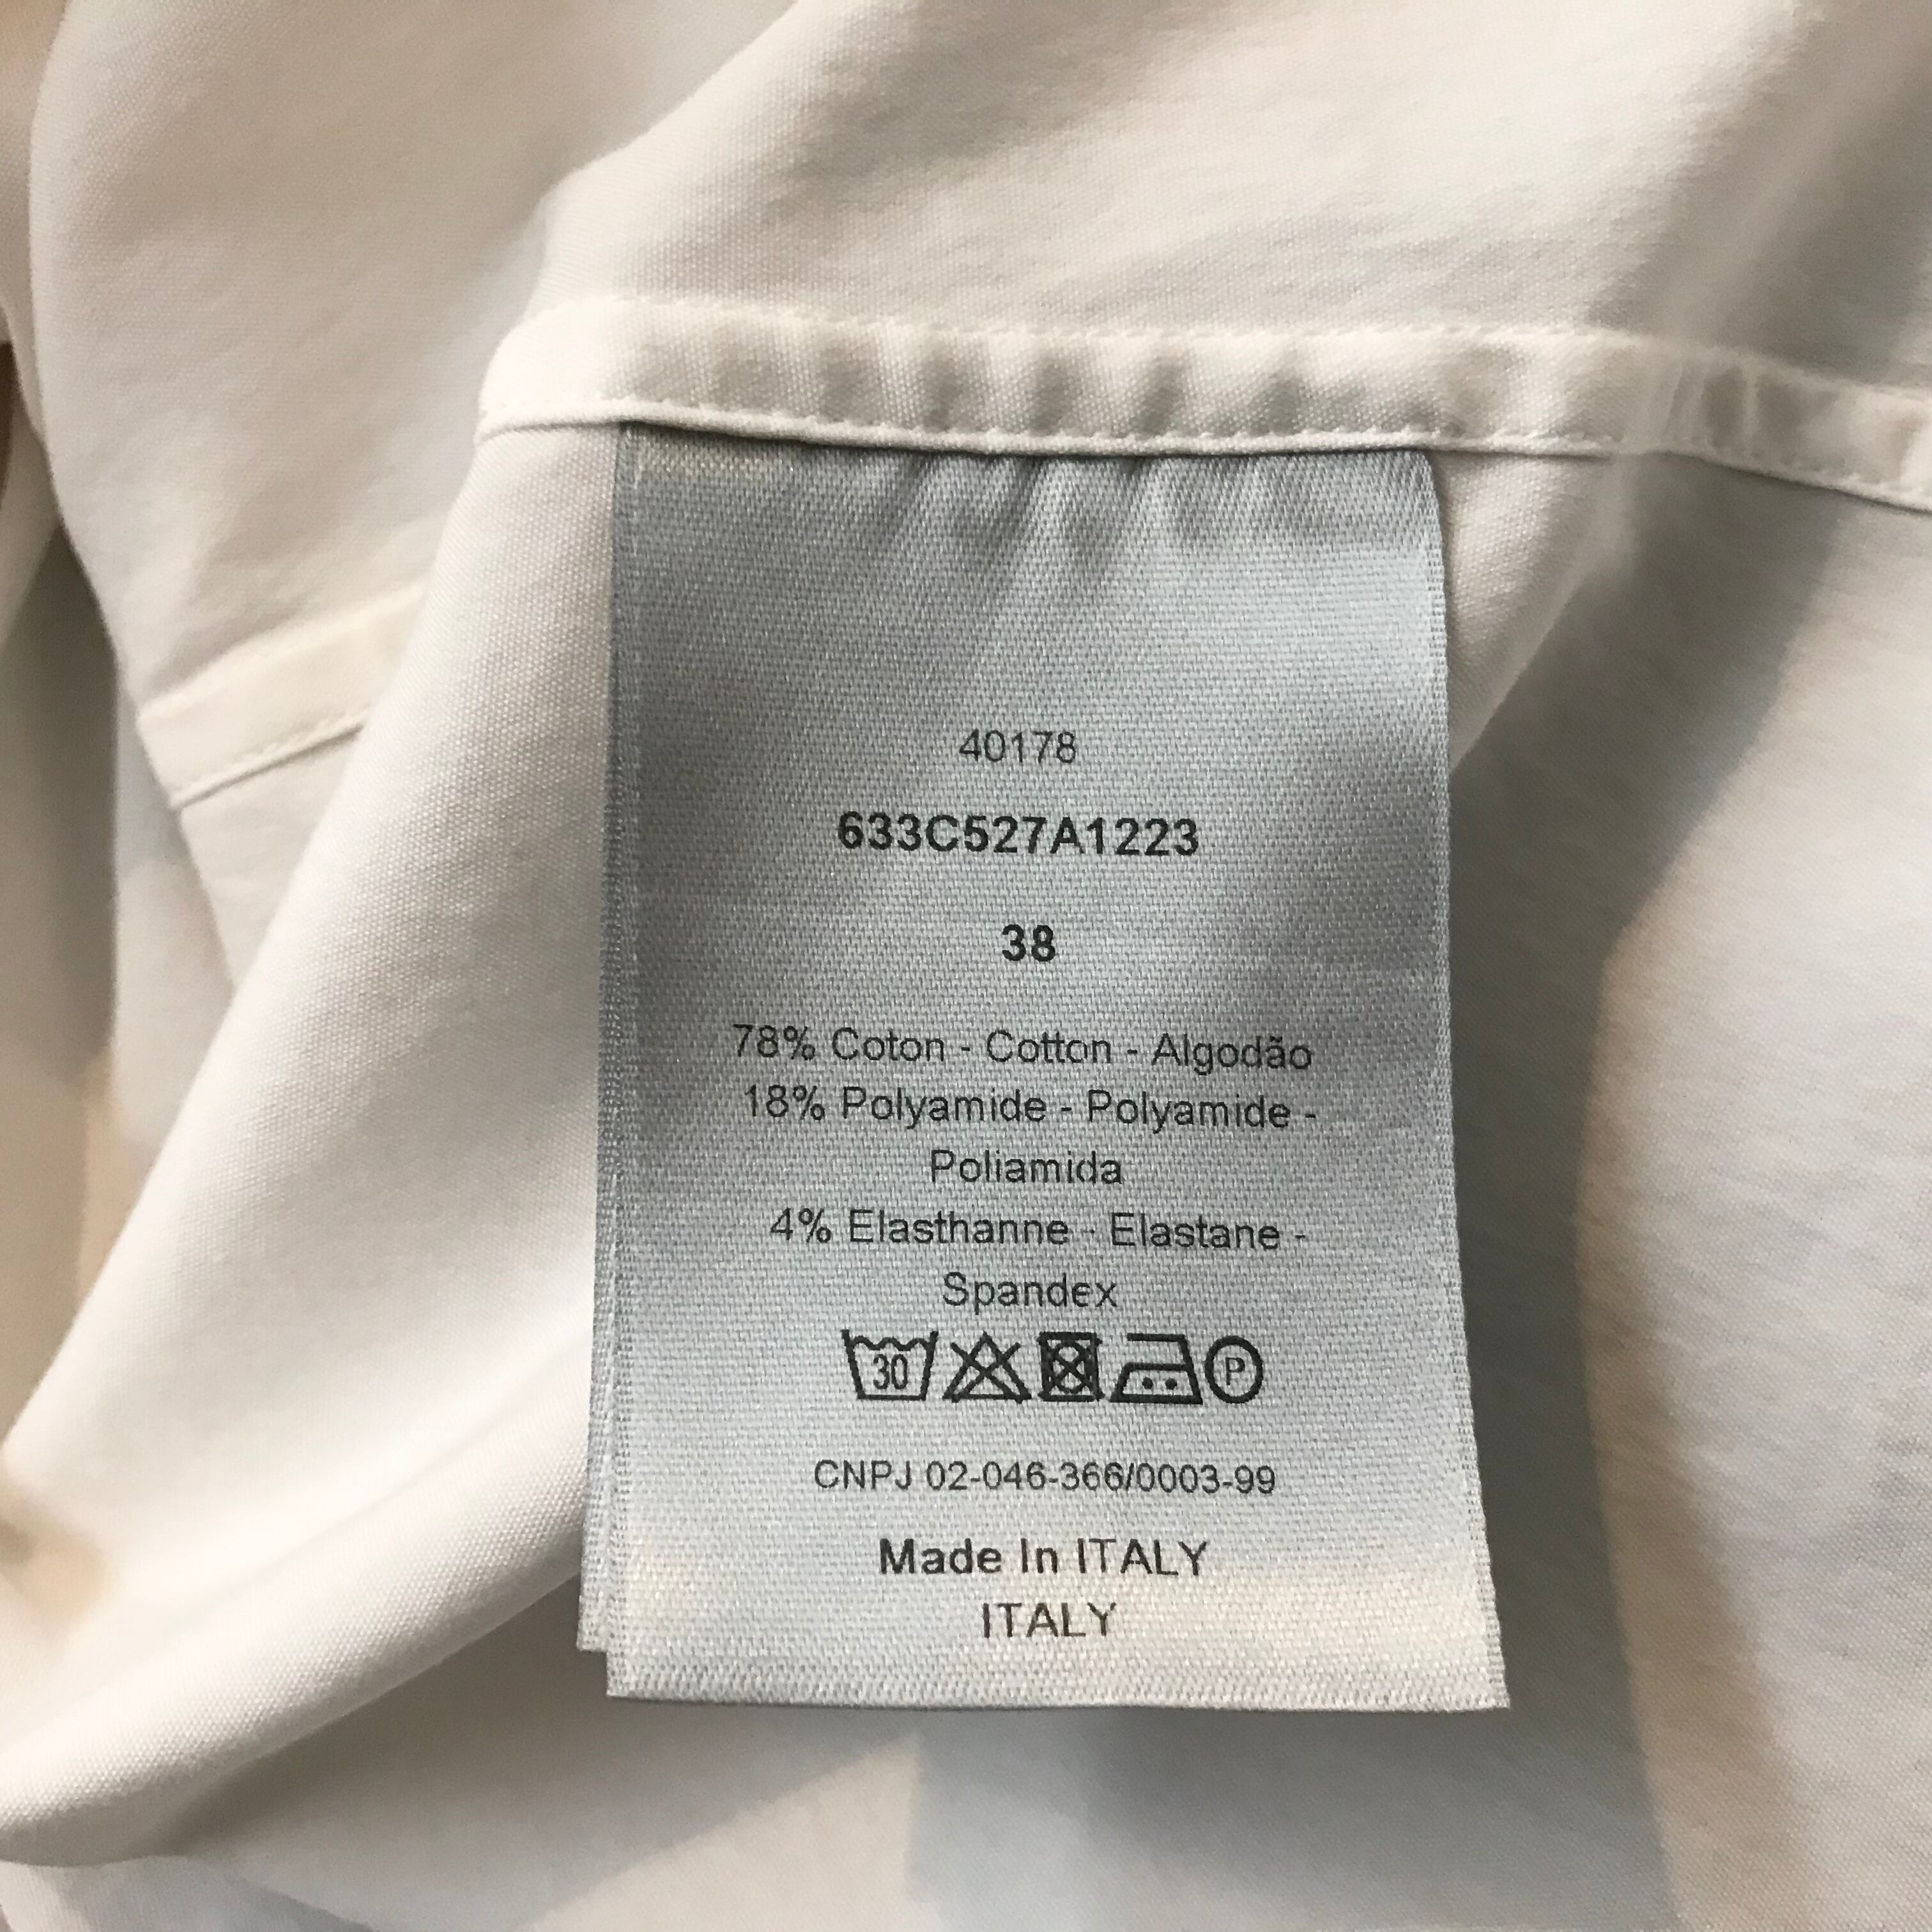 40178
633C527A1223
38
78% Coton - Cotton - Algodão
18% Polyamide - Polyamide -
Poliamida
4% Elasthanne - Elastane -
Spandex
30 P
CNPJ 02-046-366/0003-99
Made In ITALY
ITALY